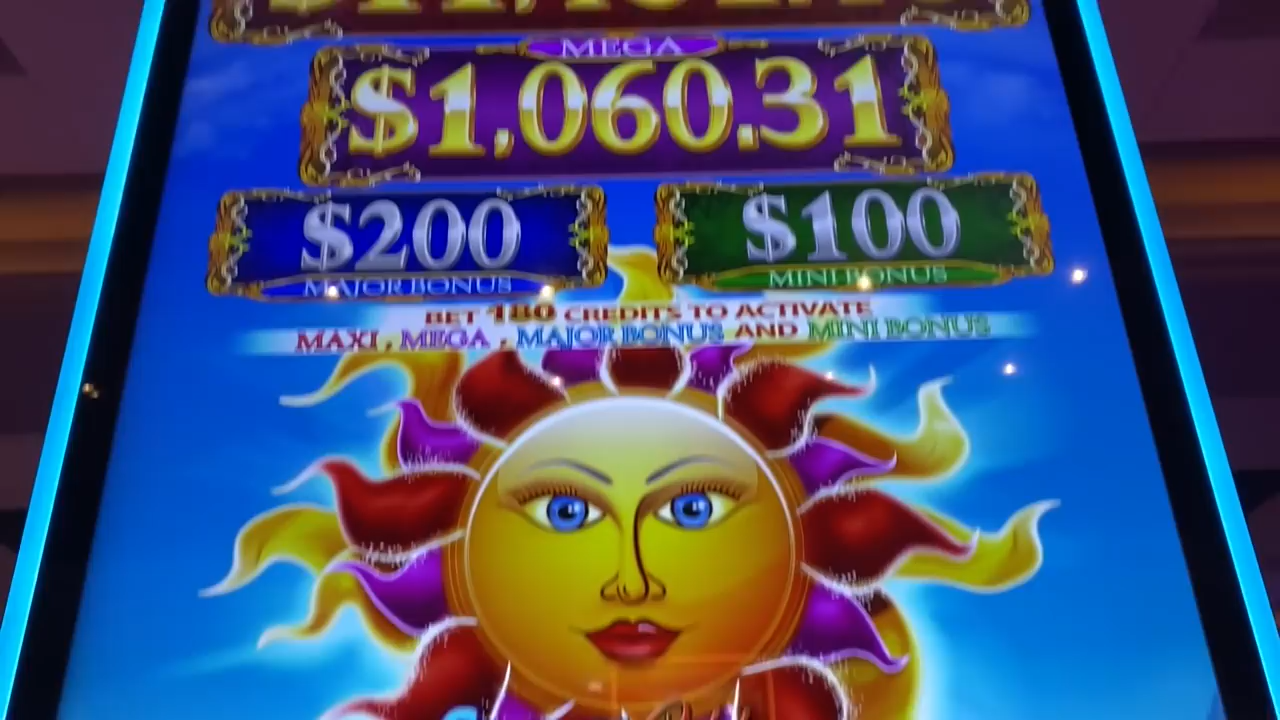 MEGA
$1,060.31
$200
MAJOR BONUS
$100
MINI BONUS
BET 180 CREDITS TO ACTIVATE
MAXI, MEGA, MAJOR BONUS AND MINI BONUS